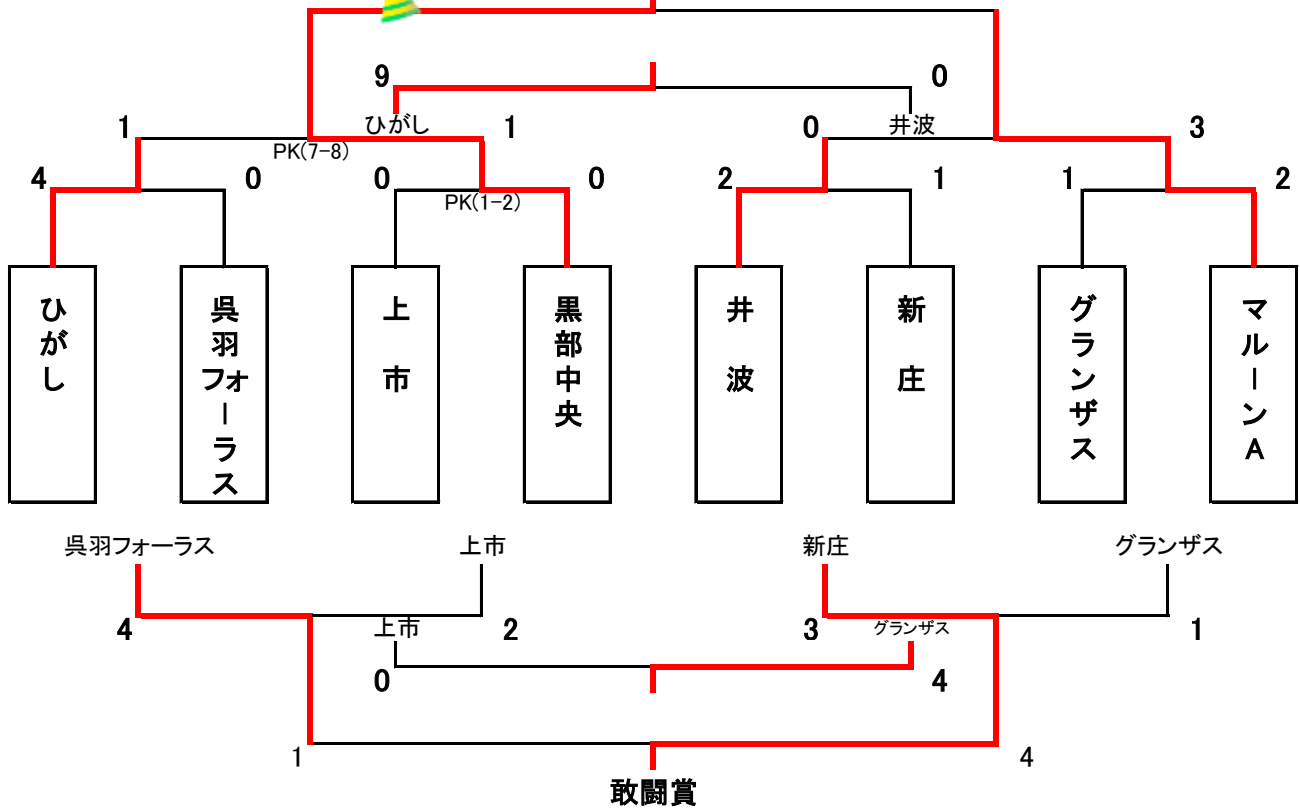 9 0
ひがし 井波
1 1 0 3
PK(7-8)
4 0 0 0 2 1 1 2
PK(1-2)
ひがし
呉羽フォーラス
上市
黒部中央
井波
新庄
グランザス
マルーンA
呉羽フォーラス 上市 新庄 グランザス
4 上市 2 3 グランザス 1
0 4
1 4
敢闘賞